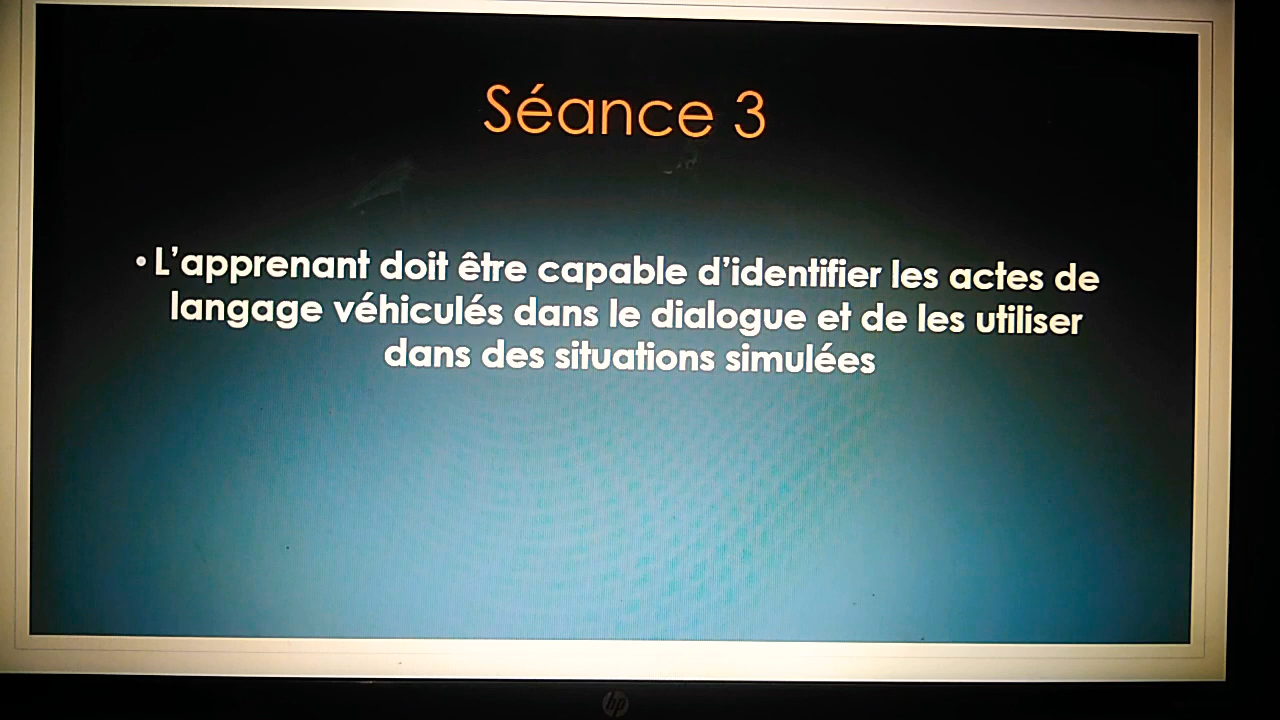 Séance 3
• L'apprenant doit être capable d'identifier les actes de
langage véhiculés dans le dialogue et de les utiliser
dans des situations simulées
hp